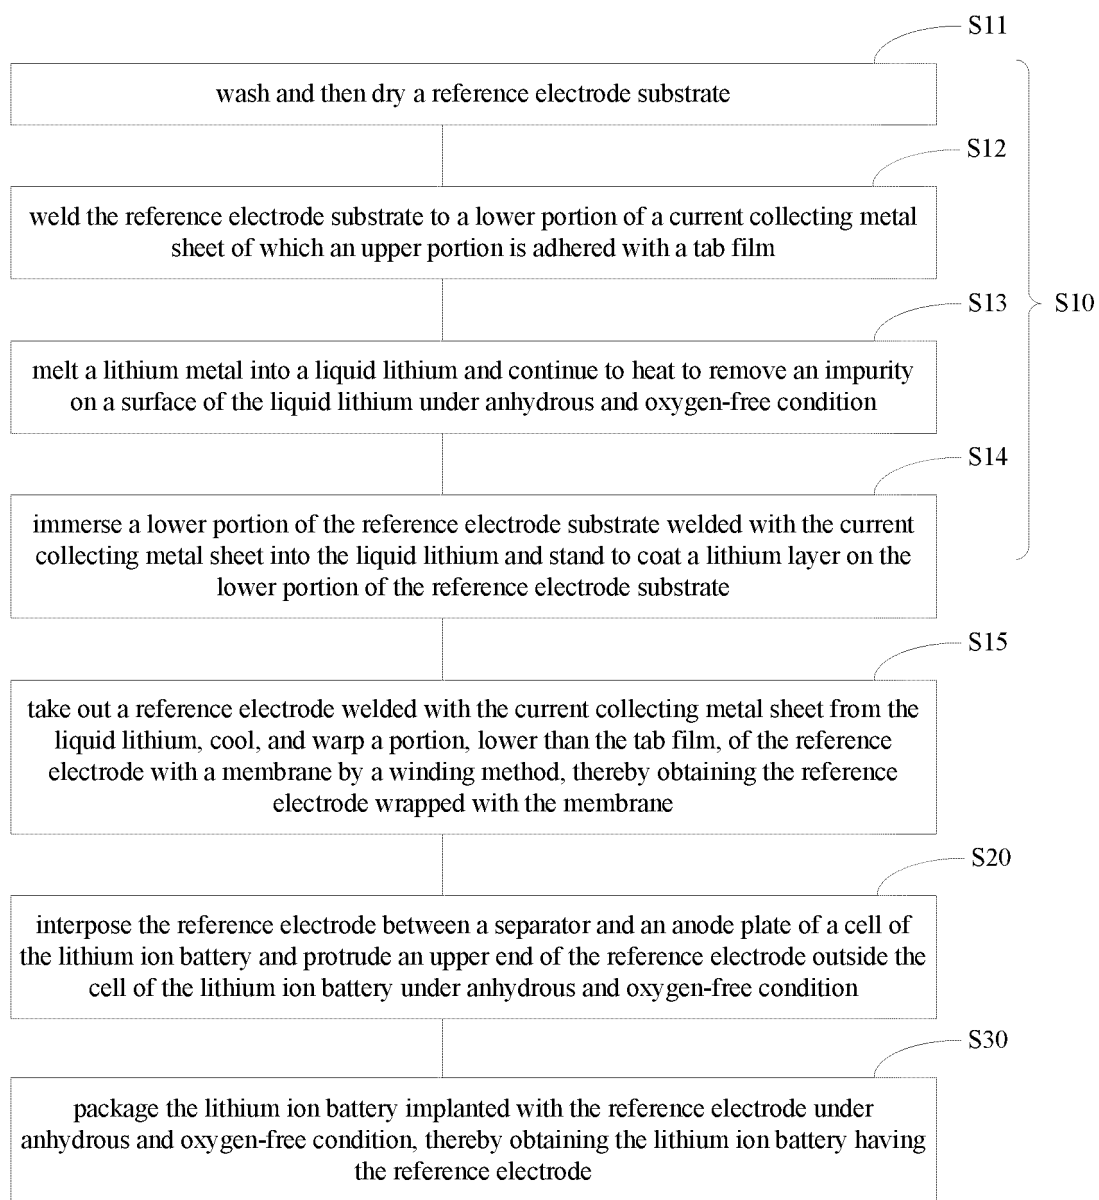 S11
wash and then dry a reference electrode substrate
S12
weld the reference electrode substrate to a lower portion of a current collecting metal
sheet of which an upper portion is adhered with a tab film
S13
S10
melt a lithium metal into a liquid lithium and continue to heat to remove an impurity
on a surface of the liquid lithium under anhydrous and oxygen-free condition
S14
immerse a lower portion of the reference electrode substrate welded with the current
collecting metal sheet into the liquid lithium and stand to coat a lithium layer on the
lower portion of the reference electrode substrate
S15
take out a reference electrode welded with the current collecting metal sheet from the
liquid lithium, cool, and warp a portion, lower than the tab film, of the reference
electrode with a membrane by a winding method, thereby obtaining the reference
electrode wrapped with the membrane
S20
interpose the reference electrode between a separator and an anode plate of a cell of
the lithium ion battery and protrude an upper end of the reference electrode outside the
cell of the lithium ion battery under anhydrous and oxygen-free condition
S30
package the lithium ion battery implanted with the reference electrode under
anhydrous and oxygen-free condition, thereby obtaining the lithium ion battery having
the reference electrode